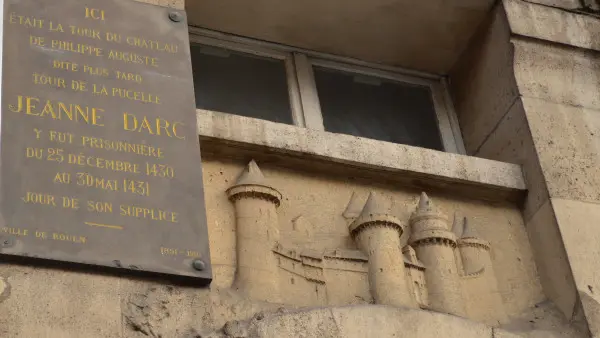 ICI
ÉTAIT LA TOUR DU CHÂTEAU
DE PHILIPPE AUGUSTE
DITE PLUS TARD
TOUR DE LA PUCELLE
JEANNE DARC
Y FUT PRISONNIÈRE
DU 25 DÉCEMBRE 1430
AU 30 MAI 1431
JOUR DE SON SUPPLICE
VILLE DE ROUEN